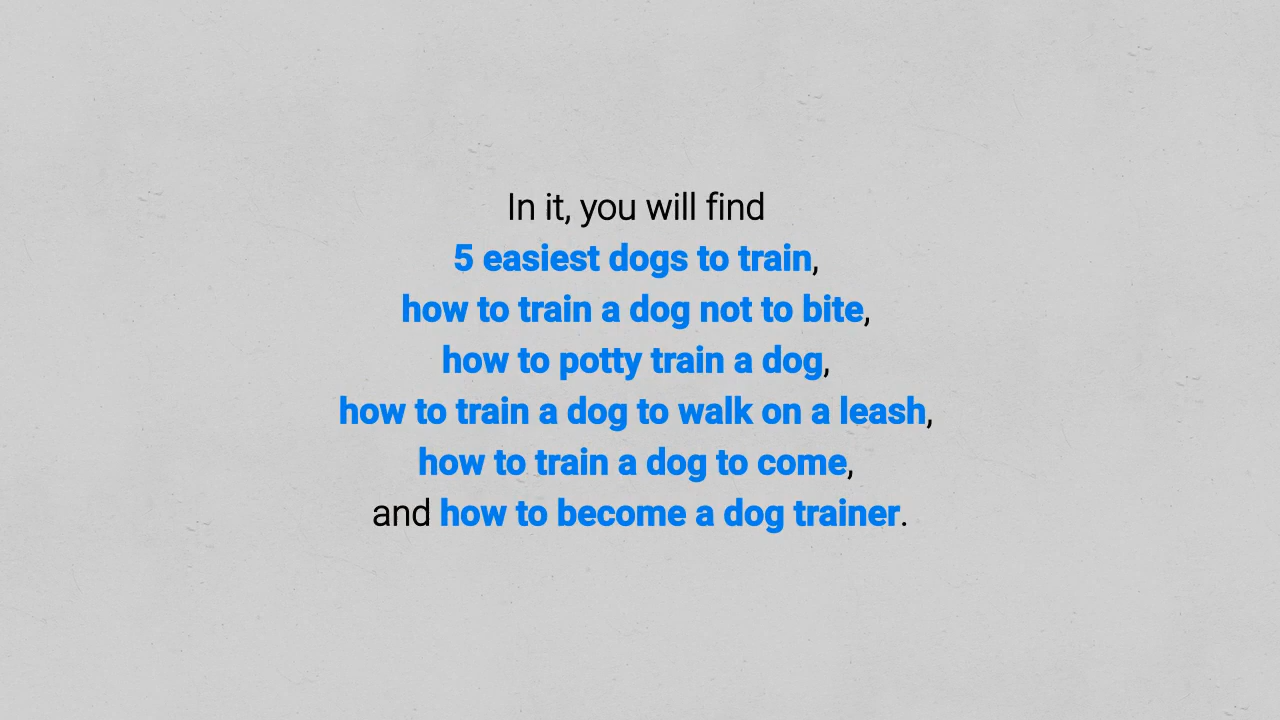 In it, you will find
5 easiest dogs to train,
how to train a dog not to bite,
how to potty train a dog,
how to train a dog to walk on a leash,
how to train a dog to come,
and how to become a dog trainer.